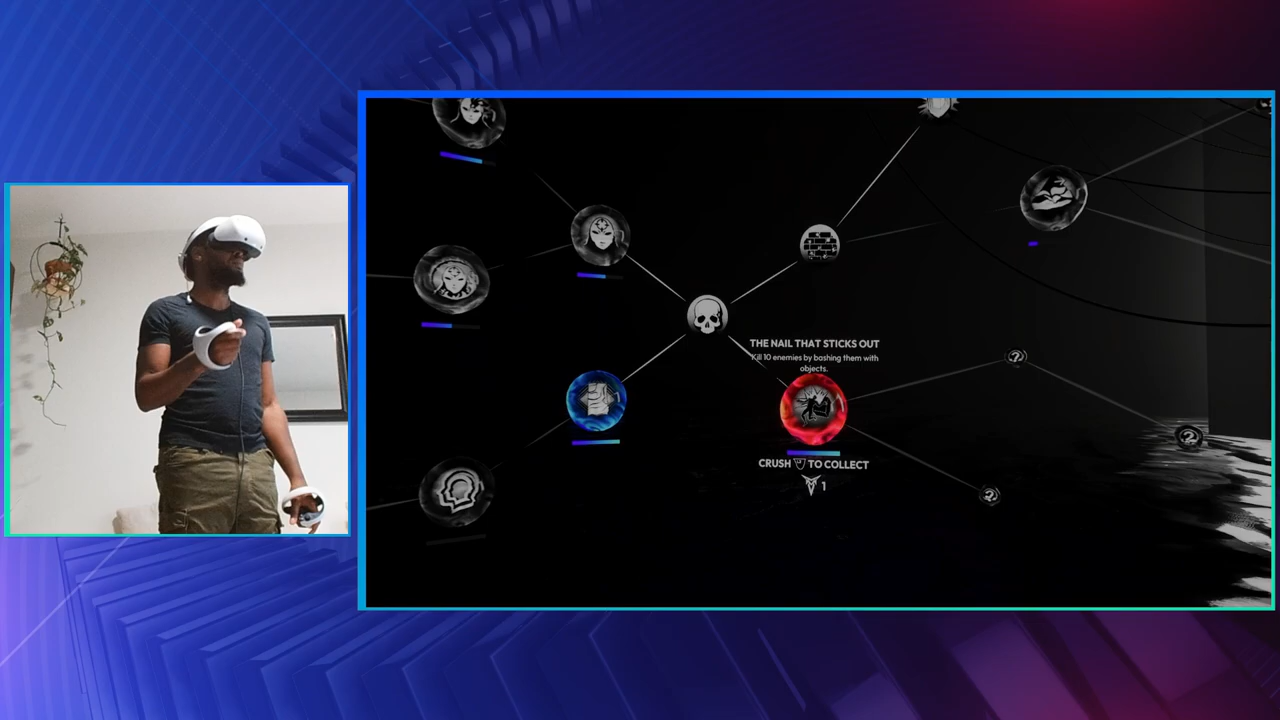 THE NAIL THAT STICKS OUT
Kill 10 enemies by bashing them with
objects.
CRUSH TO COLLECT
1
?
?
?